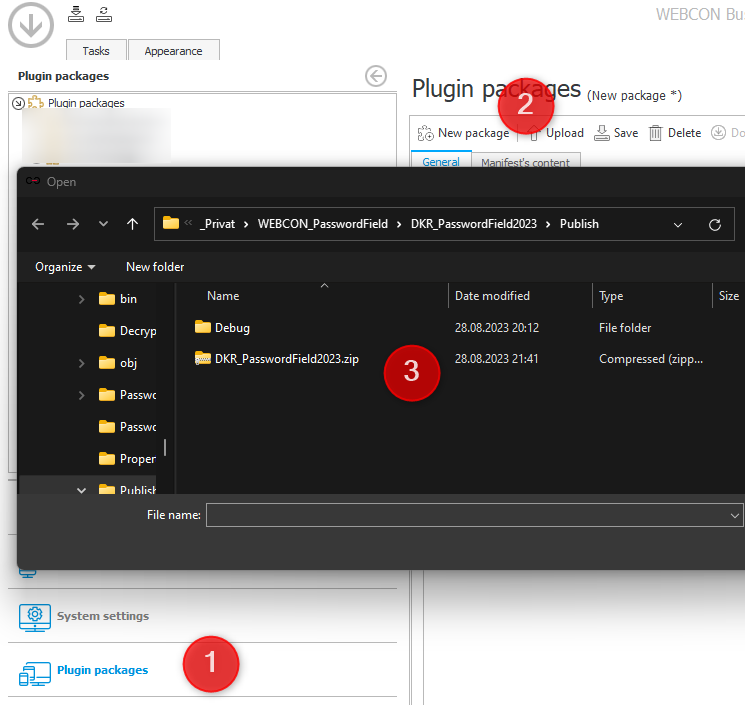 WEBCON Bus
Tasks
Appearance
Plugin packages
Plugin packages
Plugin packages (New package *)
2
New package
Upload
Save
Delete
Do
General
Manifest's content
Open
« _Privat > WEBCON_PasswordField > DKR_PasswordField2023 > Publish
Organize
New folder
Name
Date modified
Type
Size
bin
Decryp
obj
Passwo
Passwo
Proper
Publish
Debug
28.08.2023 20:12
File folder
DKR_PasswordField2023.zip
28.08.2023 21:41
Compressed (zipp...
3
File name:
System settings
Plugin packages
1